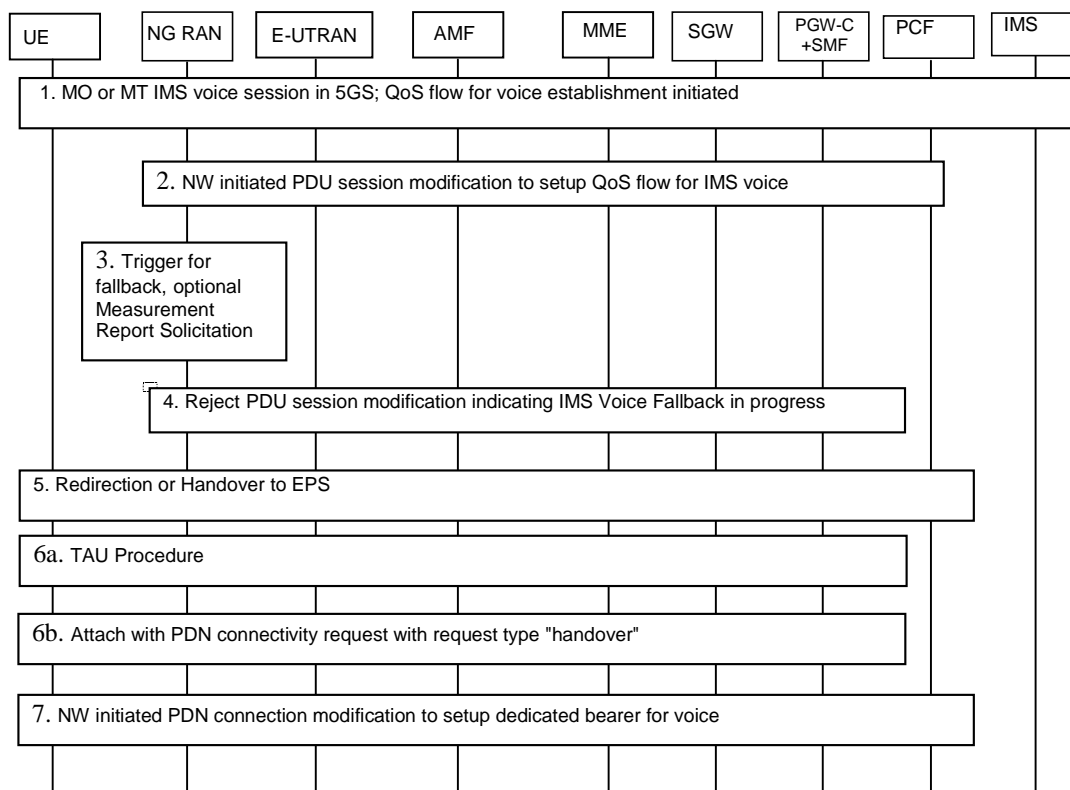 UE
NG RAN
E-UTRAN
AMF
MME
SGW
PGW-C
+SMF
PCF
IMS
1. MO or MT IMS voice session in 5GS; QoS flow for voice establishment initiated
2. NW initiated PDU session modification to setup QoS flow for IMS voice
3. Trigger for
fallback, optional
Measurement
Report Solicitation
4. Reject PDU session modification indicating IMS Voice Fallback in progress
5. Redirection or Handover to EPS
6a. TAU Procedure
6b. Attach with PDN connectivity request with request type "handover"
7. NW initiated PDN connection modification to setup dedicated bearer for voice